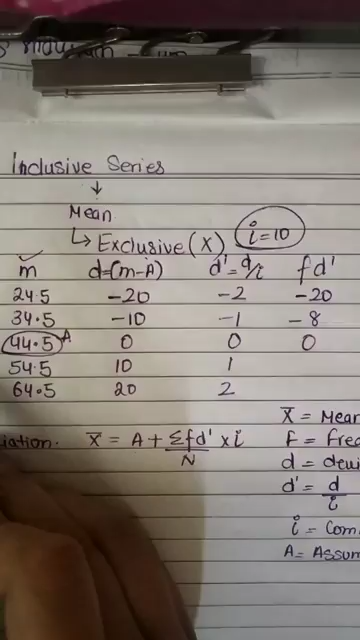 Inclusive Series
↓
Mean
↳ Exclusive (X) i=10
m d=(m-A) d'=d/i fd'
24.5 -20 -2 -20
34.5 -10 -1 -8
44.5 A 0 0 0
54.5 10 1
64.5 20 2
X̄ = Mean
iation. X̄ = A + Σfd'/N × i
F = Fre
d = devi
d' = d/i
i = Com
A = Assum